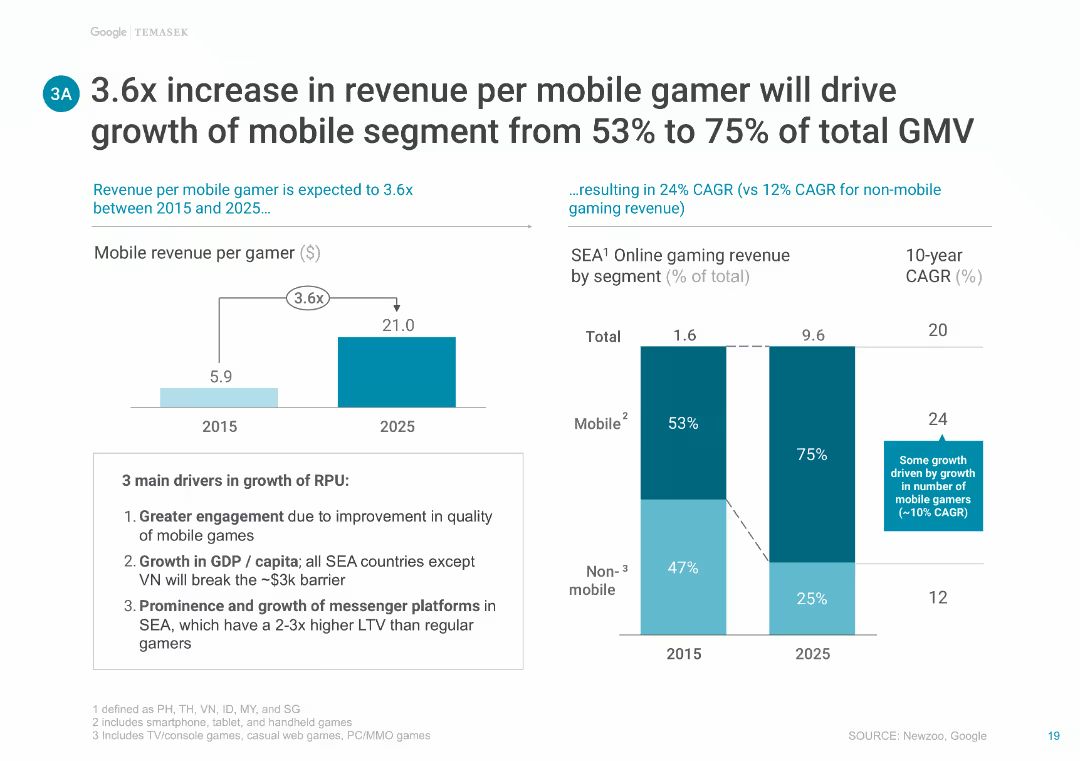 Google | TEMASEK
3A
3.6x increase in revenue per mobile gamer will drive
growth of mobile segment from 53% to 75% of total GMV
Revenue per mobile gamer is expected to 3.6x
between 2015 and 2025…
Mobile revenue per gamer ($)
3.6x
21.0
5.9
2015 2025
3 main drivers in growth of RPU:
1. Greater engagement due to improvement in quality
of mobile games
2. Growth in GDP / capita; all SEA countries except
VN will break the ~$3k barrier
3. Prominence and growth of messenger platforms in
SEA, which have a 2-3x higher LTV than regular
gamers
…resulting in 24% CAGR (vs 12% CAGR for non-mobile
gaming revenue)
SEA1 Online gaming revenue
by segment (% of total)
10-year
CAGR (%)
Total 1.6 9.6 20
Mobile2 53% 75% 24
Some growth
driven by growth
in number of
mobile gamers
(~10% CAGR)
Non-3
mobile
47% 25% 12
2015 2025
1 defined as PH, TH, VN, ID, MY, and SG
2 includes smartphone, tablet, and handheld games
3 Includes TV/console games, casual web games, PC/MMO games
SOURCE: Newzoo, Google
19